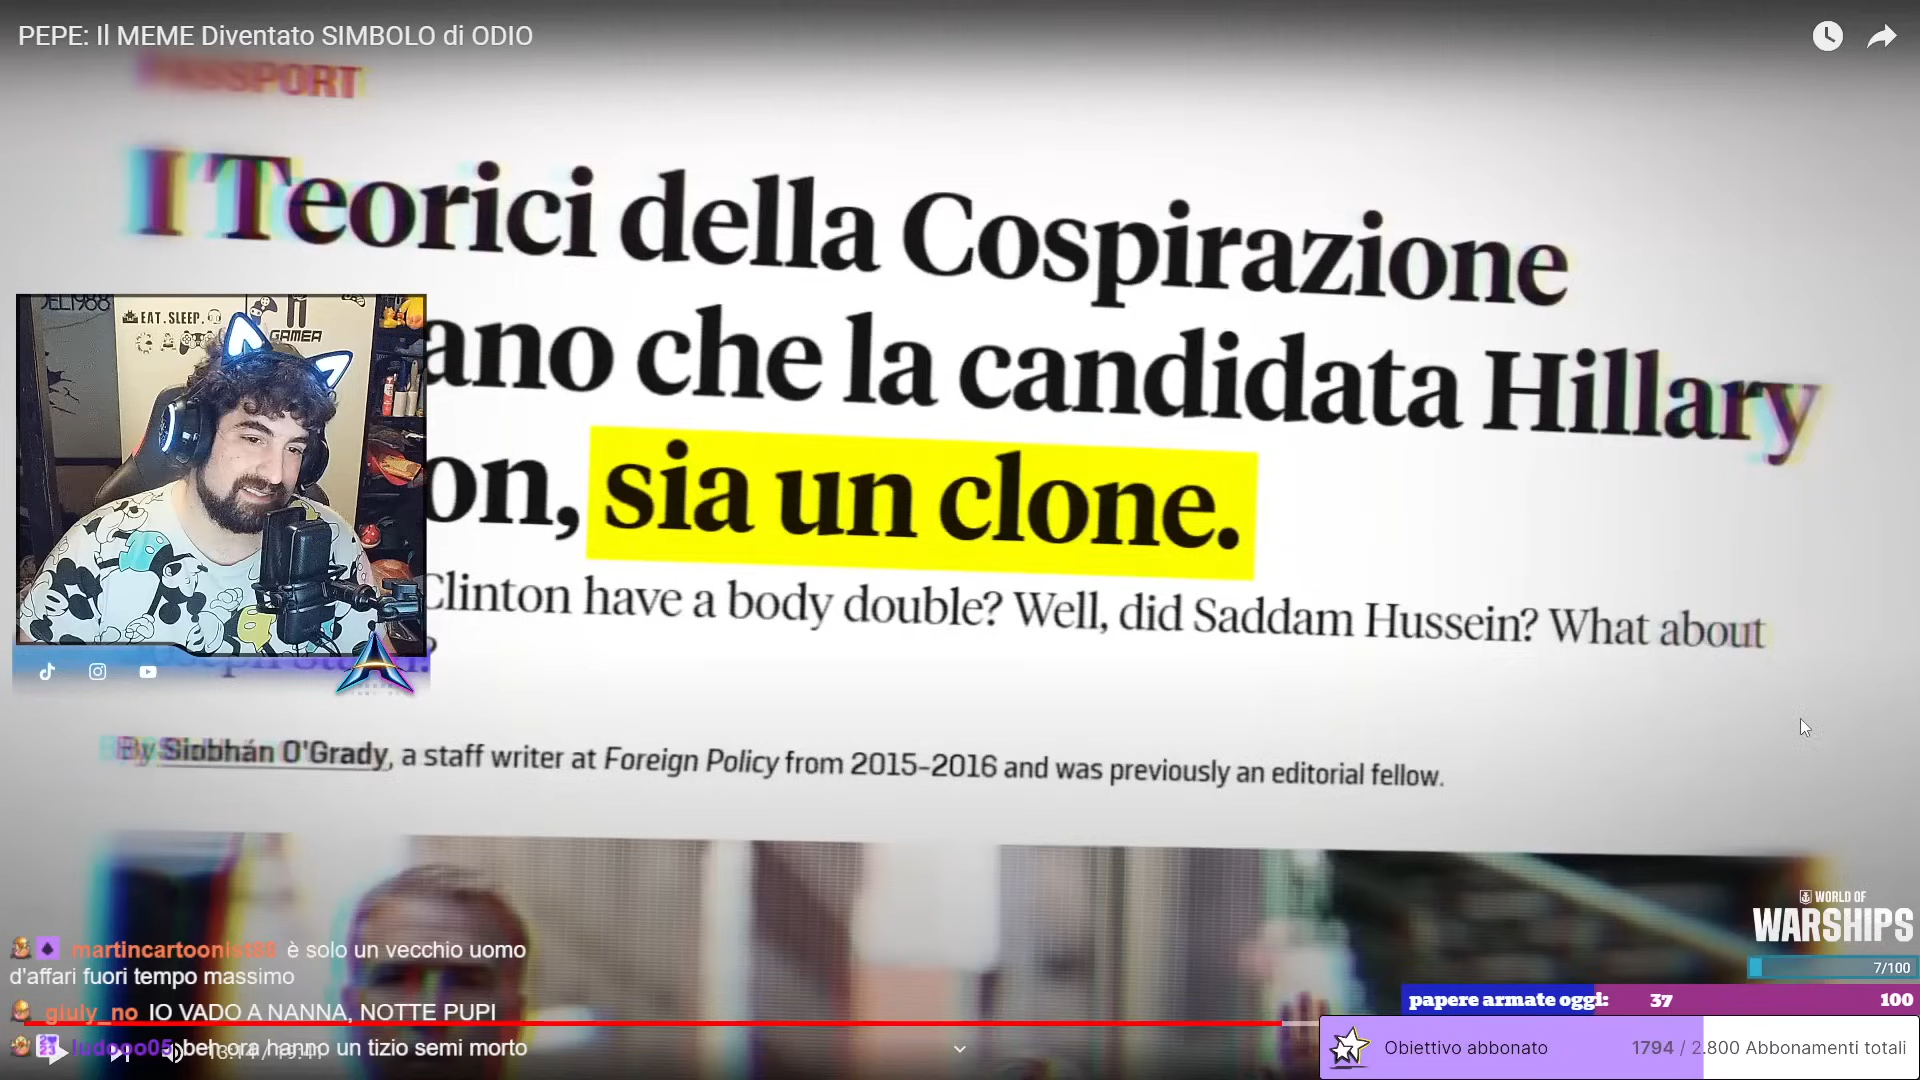 PEPE: Il MEME Diventato SIMBOLO di ODIO
PASSPORT
I Teorici della Cospirazione
ano che la candidata Hillary
on, sia un clone.
Clinton have a body double? Well, did Saddam Hussein? What about
By Siobhán O'Grady, a staff writer at Foreign Policy from 2015-2016 and was previously an editorial fellow.
EAT.SLEEP.
GAMER
martincartoonist85 è solo un vecchio uomo
d'affari fuori tempo massimo
giuly_no IO VADO A NANNA, NOTTE PUPI
ludooo05 beh ora hanno un tizio semi morto
WORLD OF
WARSHIPS
7/100
papere armate oggi: 37 100
Obiettivo abbonato 1794 / 2.800 Abbonamenti totali